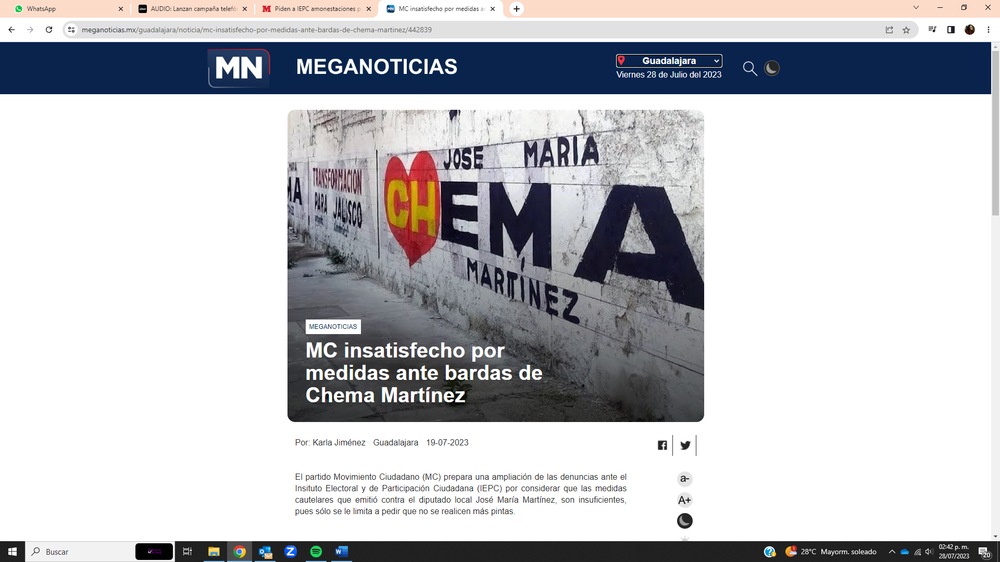 WhatsApp
siker AUDIO: Lanzan campaña telefó
Piden a IEPC amonestaciones p
MN MC insatisfecho por medidas a
meganoticias.mx/guadalajara/noticia/mc-insatisfecho-por-medidas-ante-bardas-de-chema-martinez/442839
MN
MEGANOTICIAS
Guadalajara
Viernes 28 de Julio del 2023
JOSE MARIA
TRANSFORMACION
PARA JALISCO
CHEMA
MARTÍNEZ
MEGANOTICIAS
MC insatisfecho por
medidas ante bardas de
Chema Martínez
Por: Karla Jiménez Guadalajara 19-07-2023
El partido Movimiento Ciudadano (MC) prepara una ampliación de las denuncias ante el
Insituto Electoral y de Participación Ciudadana (IEPC) por considerar que las medidas
cautelares que emitió contra el diputado local José María Martínez, son insuficientes,
pues sólo se le limita a pedir que no se realicen más pintas.
a-
A+
Buscar
28°C Mayorm. soleado
02:42 p. m.
28/07/2023
20